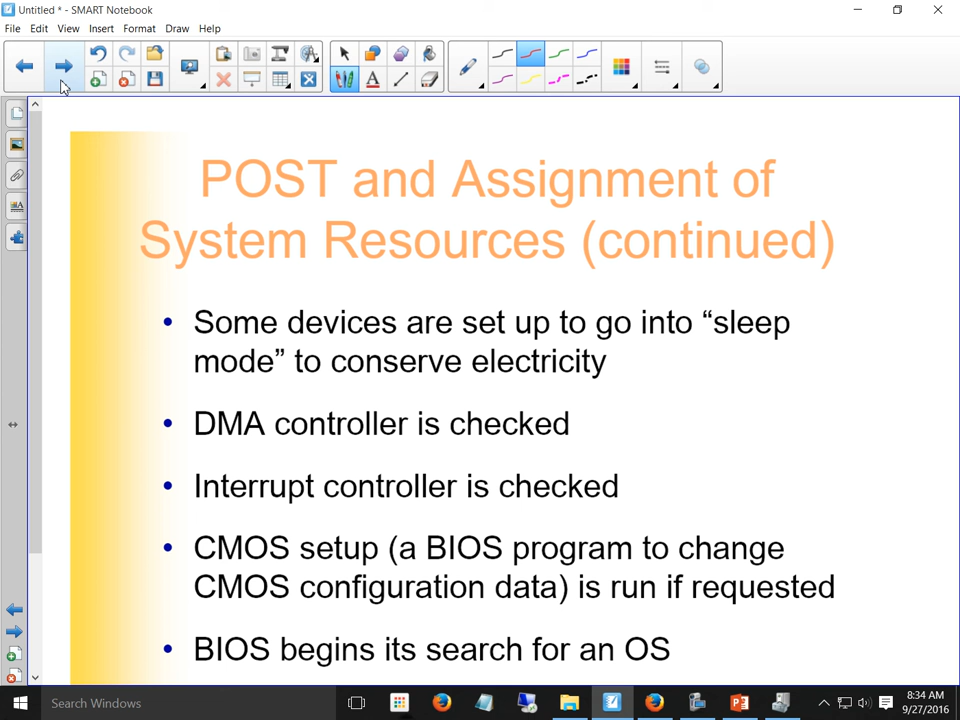 Untitled * - SMART Notebook
File Edit View Insert Format Draw Help
POST and Assignment of
System Resources (continued)
• Some devices are set up to go into “sleep
mode” to conserve electricity
• DMA controller is checked
• Interrupt controller is checked
• CMOS setup (a BIOS program to change
CMOS configuration data) is run if requested
• BIOS begins its search for an OS
Search Windows
8:34 AM
9/27/2016